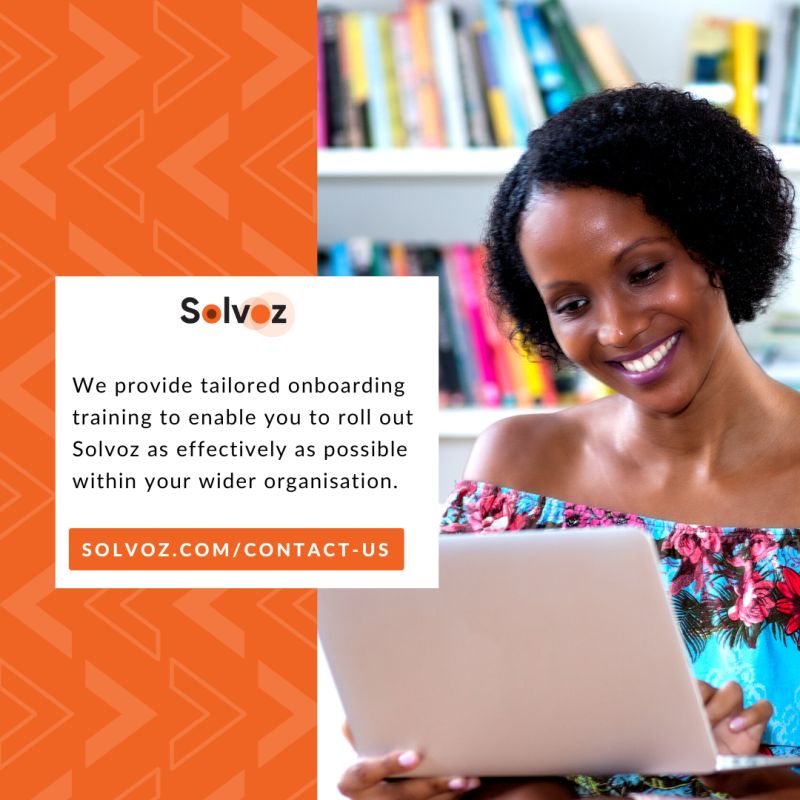 Solvoz
We provide tailored onboarding
training to enable you to roll out
Solvoz as effectively as possible
within your wider organisation.
SOLVOZ.COM/CONTACT-US